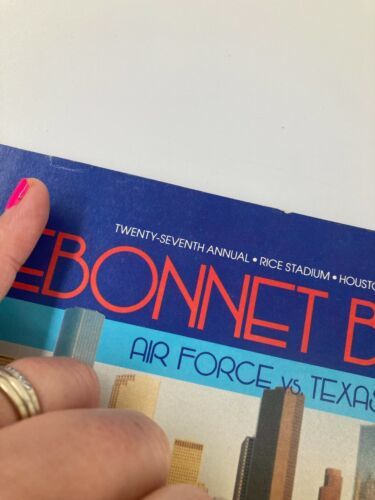 TWENTY-SEVENTH ANNUAL • RICE STADIUM • HOUSTO
EBONNET B
AIR FORCE VS. TEXAS